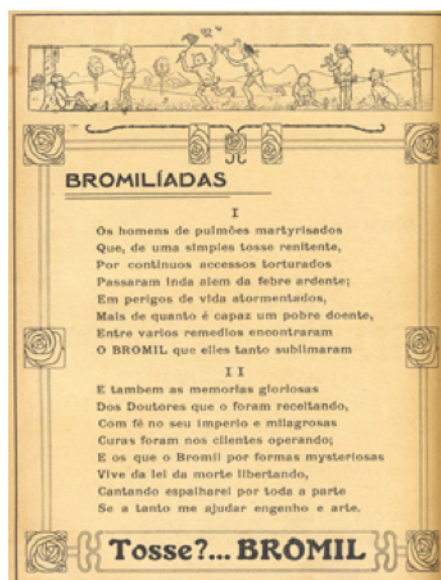 BROMILÍADAS
I
Os homens de pulmões martyrisados
Que, de uma simples tosse renitente,
Por continuos accessos torturados
Passaram inda alem da febre ardente;
Em perigos de vida atormentados,
Mais de quanto é capaz um pobre doente,
Entre varios remedios encontraram
O BROMIL que elles tanto sublimaram
II
E tambem as memorias gloriosas
Dos Doutores que o foram receitando,
Com fé no seu imperio e milagrosas
Curas foram nos clientes operando;
E os que o Bromil por formas mysteriosas
Vive da lei da morte libertando,
Cantando espalharei por toda a parte
Se a tanto me ajudar engenho e arte.
Tosse?... BROMIL